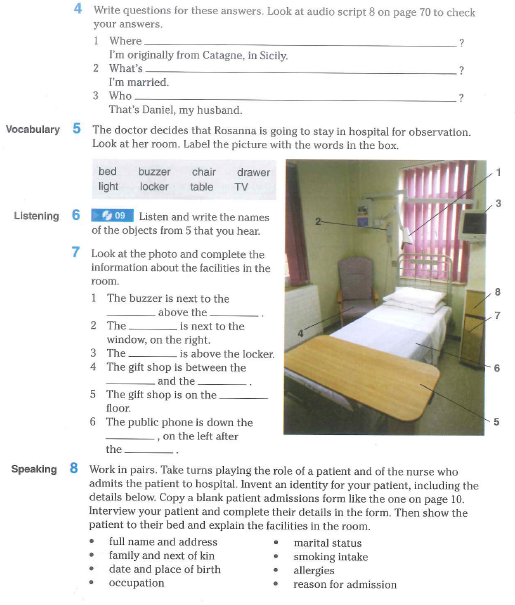 4 Write questions for these answers. Look at audio script 8 on page 70 to check
your answers.
1 Where ____________ ?
I'm originally from Catagne, in Sicily.
2 What's ____________ ?
I'm married.
3 Who ____________ ?
That's Daniel, my husband.
Vocabulary 5 The doctor decides that Rosanna is going to stay in hospital for observation.
Look at her room. Label the picture with the words in the box.
bed buzzer chair drawer
light locker table TV
Listening 6 09 Listen and write the names
of the objects from 5 that you hear.
7 Look at the photo and complete the
information about the facilities in the
room.
1 The buzzer is next to the
________ above the ________ .
2 The ________ is next to the
window, on the right.
3 The ________ is above the locker.
4 The gift shop is between the
________ and the ________ .
5 The gift shop is on the ________
floor.
6 The public phone is down the
________ , on the left after
the ________ .
1
2
3
8
7
4
6
5
Speaking 8 Work in pairs. Take turns playing the role of a patient and of the nurse who
admits the patient to hospital. Invent an identity for your patient, including the
details below. Copy a blank patient admissions form like the one on page 10.
Interview your patient and complete their details in the form. Then show the
patient to their bed and explain the facilities in the room.
• full name and address
• family and next of kin
• date and place of birth
• occupation
• marital status
• smoking intake
• allergies
• reason for admission